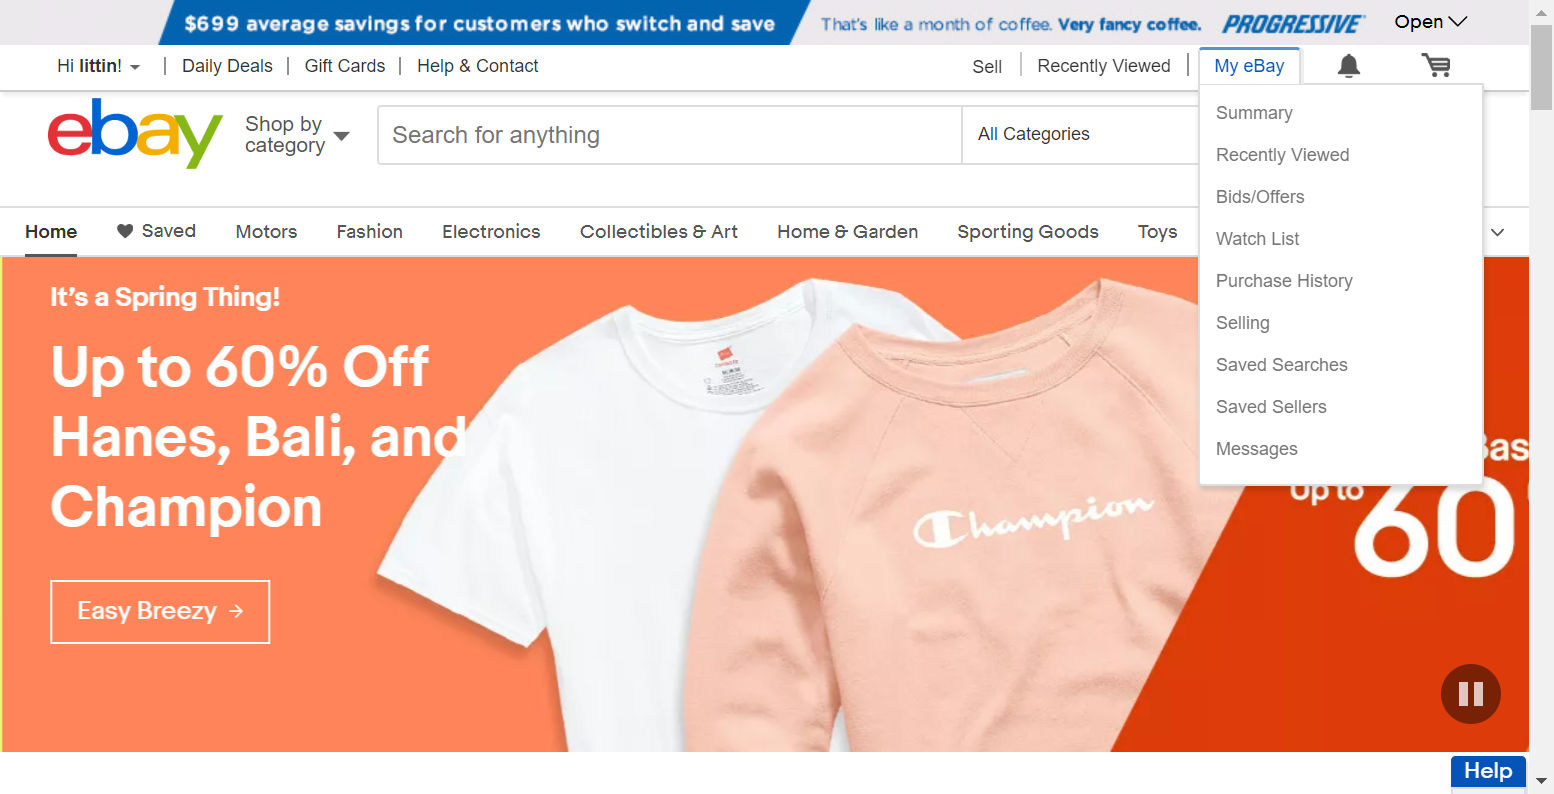 $699 average savings for customers who switch and save
That's like a month of coffee. Very fancy coffee.
PROGRESSIVE
Open
Hi littin!
Daily Deals
Gift Cards
Help & Contact
Sell
Recently Viewed
My eBay
ebay
Shop by
category
Search for anything
All Categories
Summary
Recently Viewed
Bids/Offers
Watch List
Purchase History
Selling
Saved Searches
Saved Sellers
Messages
Home
Saved
Motors
Fashion
Electronics
Collectibles & Art
Home & Garden
Sporting Goods
Toys
It's a Spring Thing!
Up to 60% Off
Hanes, Bali, and
Champion
Easy Breezy →
Champion
Up to
60
Help